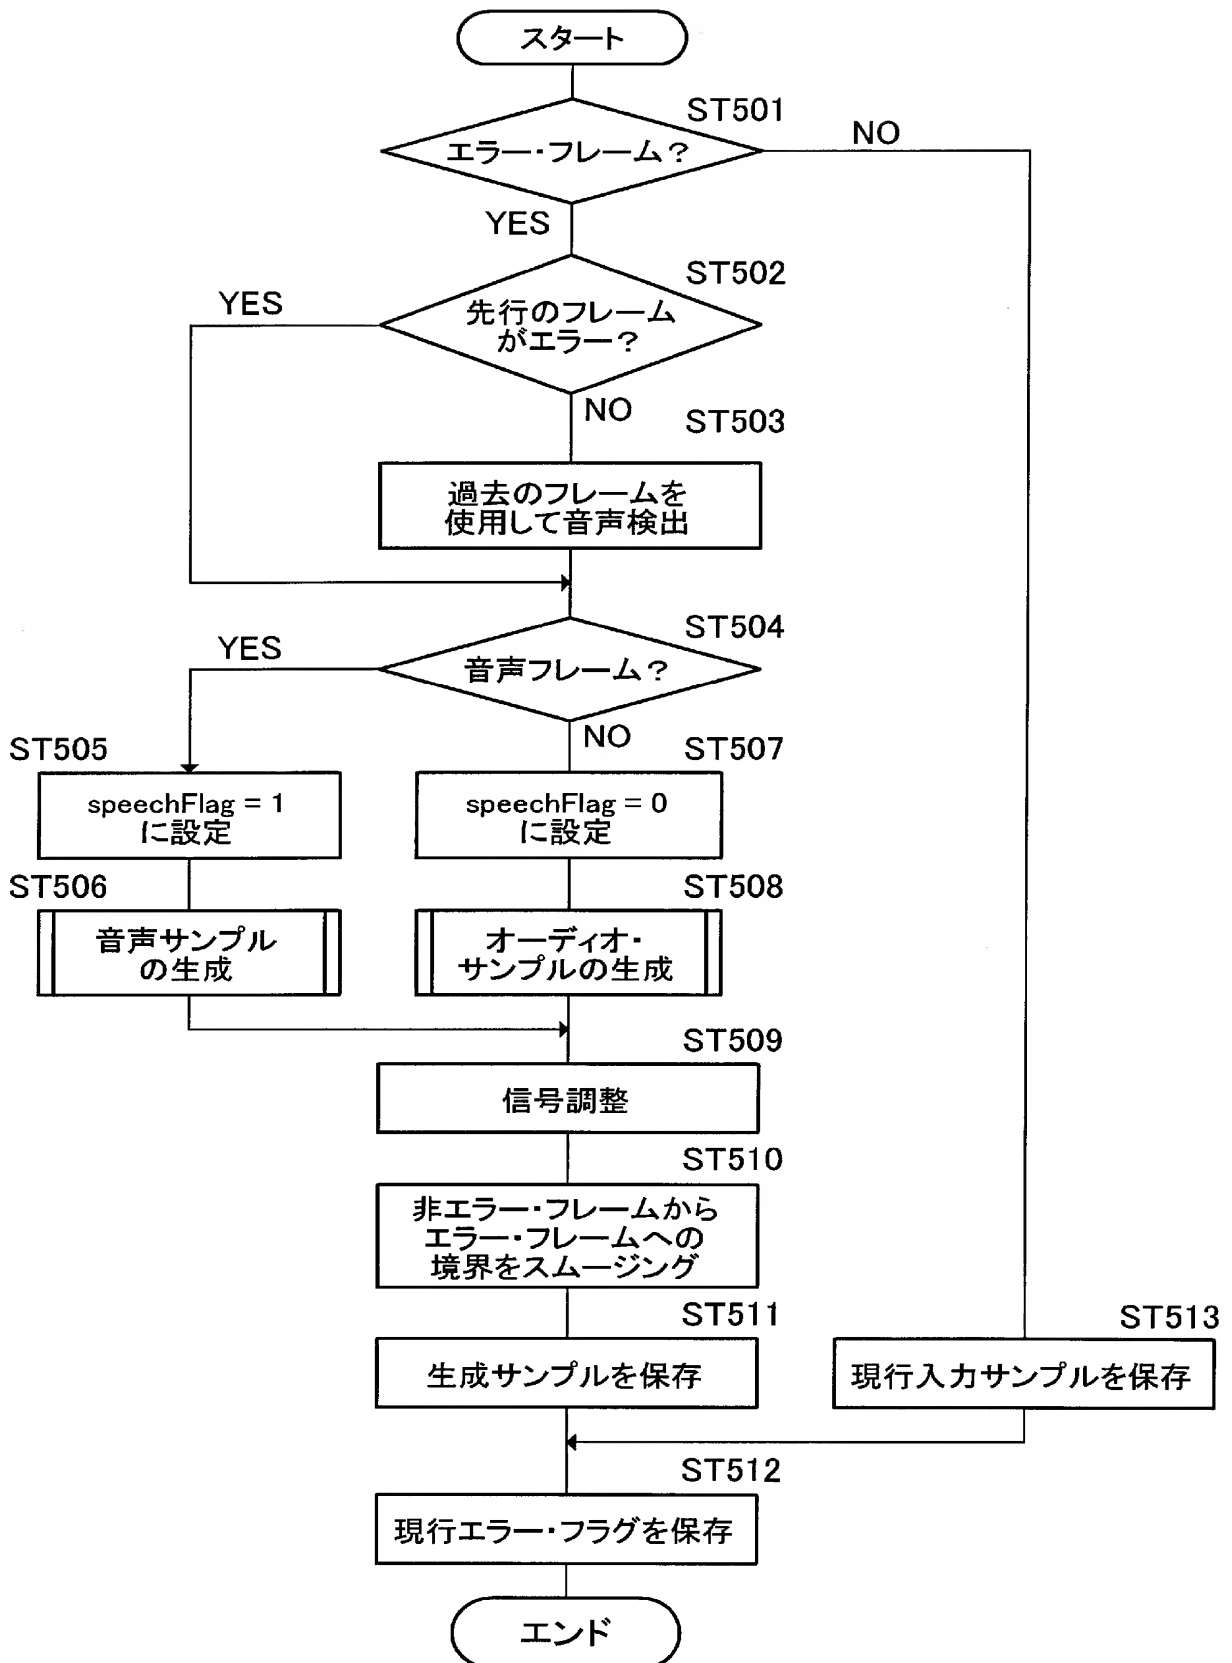 スタート
ST501
エラー・フレーム?
NO
YES
ST502
YES
先行のフレーム
がエラー?
NO
ST503
過去のフレームを
使用して音声検出
ST504
YES
音声フレーム?
NO
ST505
ST507
speechFlag = 1
に設定
speechFlag = 0
に設定
ST506
ST508
音声サンプル
の生成
オーディオ・
サンプルの生成
ST509
信号調整
ST510
非エラー・フレームから
エラー・フレームへの
境界をスムージング
ST511
ST513
生成サンプルを保存
現行入力サンプルを保存
ST512
現行エラー・フラグを保存
エンド